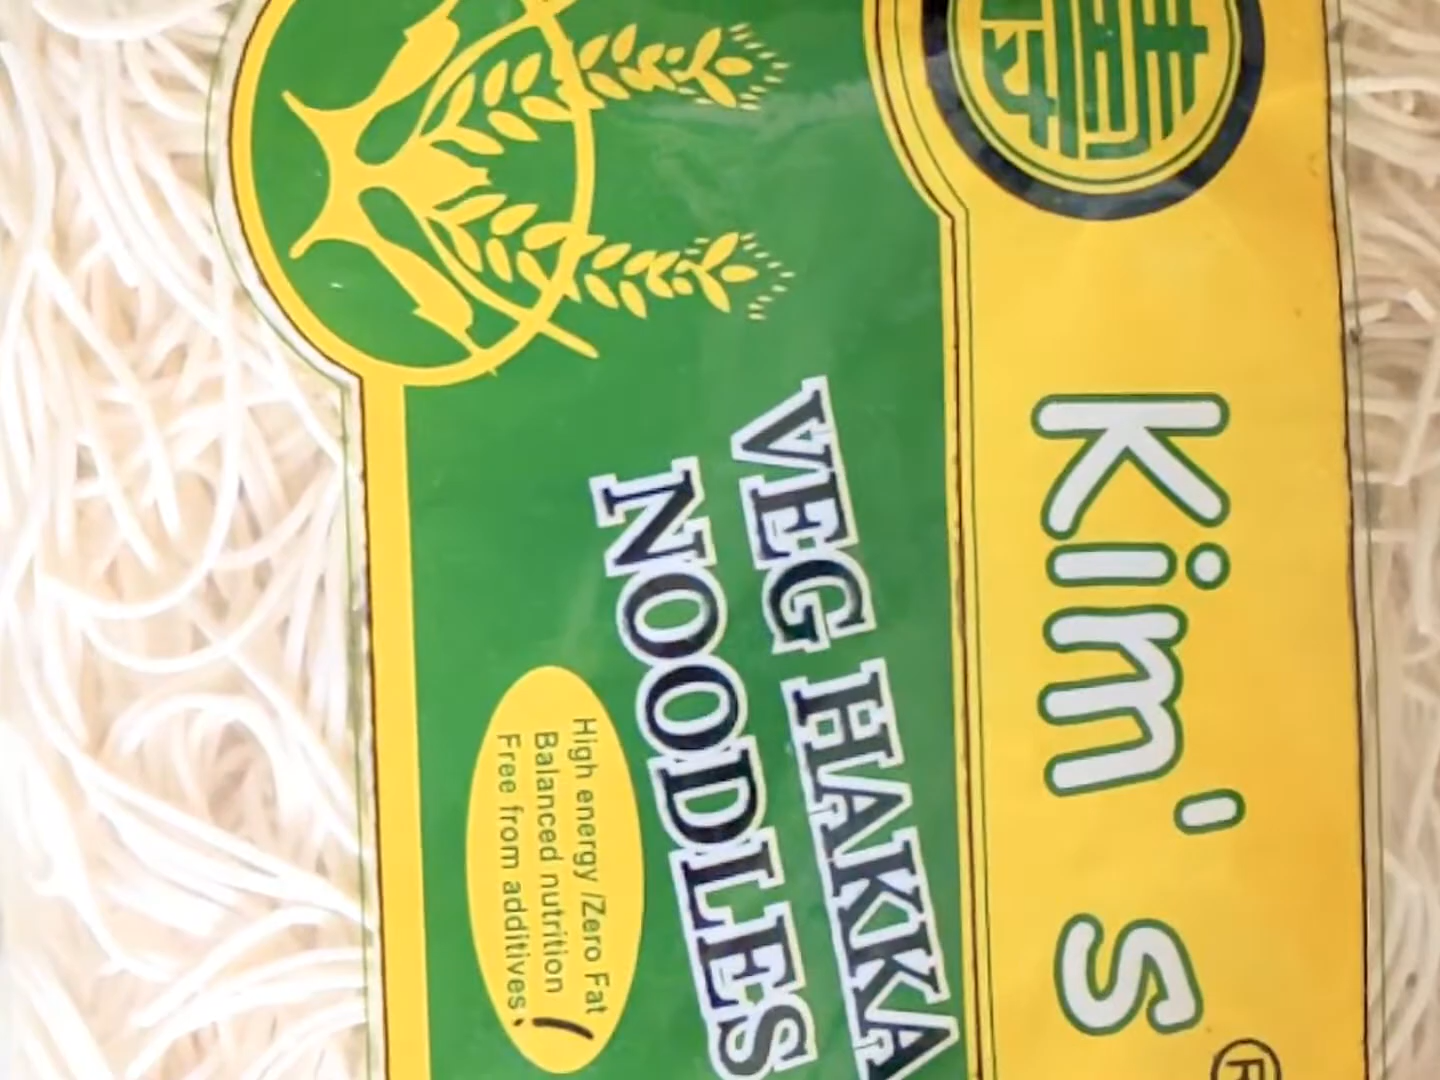 Kim's ®
VEG HAKKA
NOODLES
High energy /Zero Fat
Balanced nutrition
Free from additives